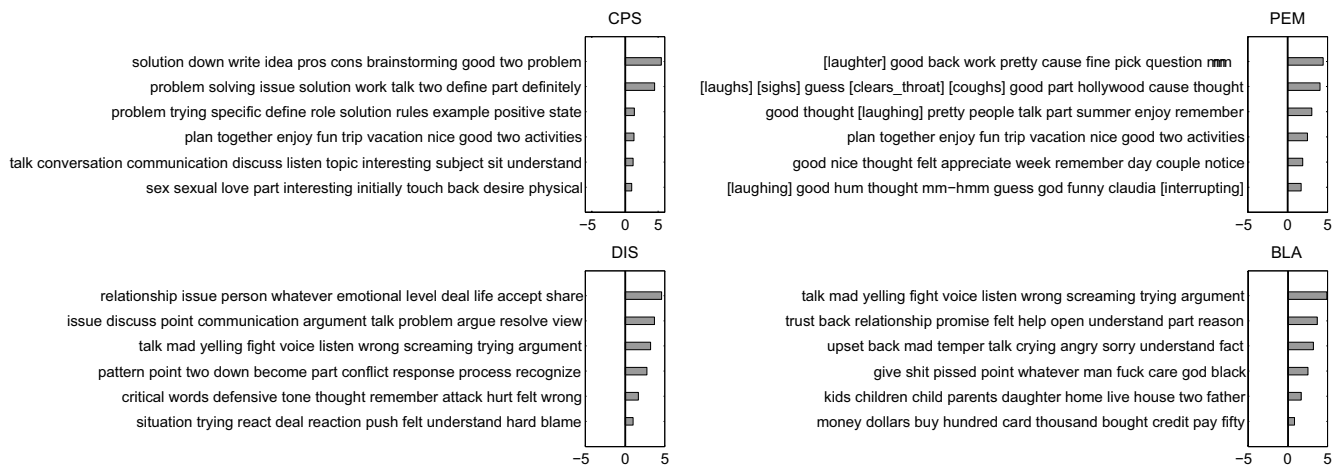 CPS
solution down write idea pros cons brainstorming good two problem
problem solving issue solution work talk two define part definitely
problem trying specific define role solution rules example positive state
plan together enjoy fun trip vacation nice good two activities
talk conversation communication discuss listen topic interesting subject sit understand
sex sexual love part interesting initially touch back desire physical
−5 0 5
PEM
[laughter] good back work pretty cause fine pick question mm
[laughs] [sighs] guess [clears_throat] [coughs] good part hollywood cause thought
good thought [laughing] pretty people talk part summer enjoy remember
plan together enjoy fun trip vacation nice good two activities
good nice thought felt appreciate week remember day couple notice
[laughing] good hum thought mm−hmm guess god funny claudia [interrupting]
−5 0 5
DIS
relationship issue person whatever emotional level deal life accept share
issue discuss point communication argument talk problem argue resolve view
talk mad yelling fight voice listen wrong screaming trying argument
pattern point two down become part conflict response process recognize
critical words defensive tone thought remember attack hurt felt wrong
situation trying react deal reaction push felt understand hard blame
−5 0 5
BLA
talk mad yelling fight voice listen wrong screaming trying argument
trust back relationship promise felt help open understand part reason
upset back mad temper talk crying angry sorry understand fact
give shit pissed point whatever man fuck care god black
kids children child parents daughter home live house two father
money dollars buy hundred card thousand bought credit pay fifty
−5 0 5